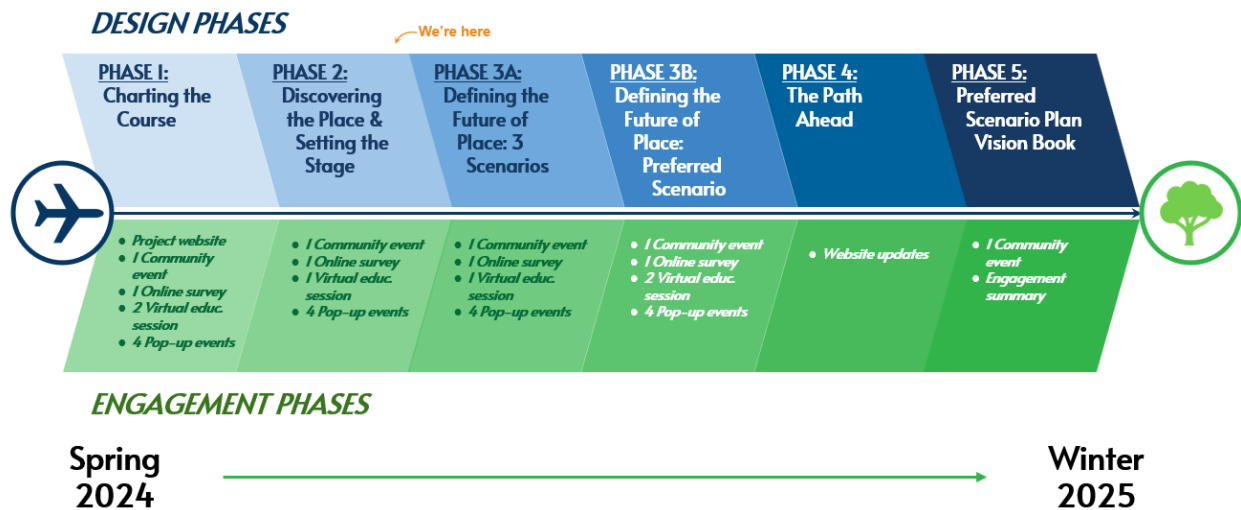 DESIGN PHASES
We're here
PHASE 1:
Charting the
Course
PHASE 2:
Discovering
the Place &
Setting the
Stage
PHASE 3A:
Defining the
Future of
Place: 3
Scenarios
PHASE 3B:
Defining the
Future of
Place:
Preferred
Scenario
PHASE 4:
The Path
Ahead
PHASE 5:
Preferred
Scenario Plan
Vision Book
• Project website
• 1 Community
event
• 1 Online survey
• 2 Virtual educ.
session
• 4 Pop-up events
• 1 Community event
• 1 Online survey
• 1 Virtual educ.
session
• 4 Pop-up events
• 1 Community event
• 1 Online survey
• 1 Virtual educ.
session
• 4 Pop-up events
• 1 Community event
• 1 Online survey
• 2 Virtual educ.
session
• 4 Pop-up events
• Website updates
• 1 Community
event
• Engagement
summary
ENGAGEMENT PHASES
Spring
2024
Winter
2025